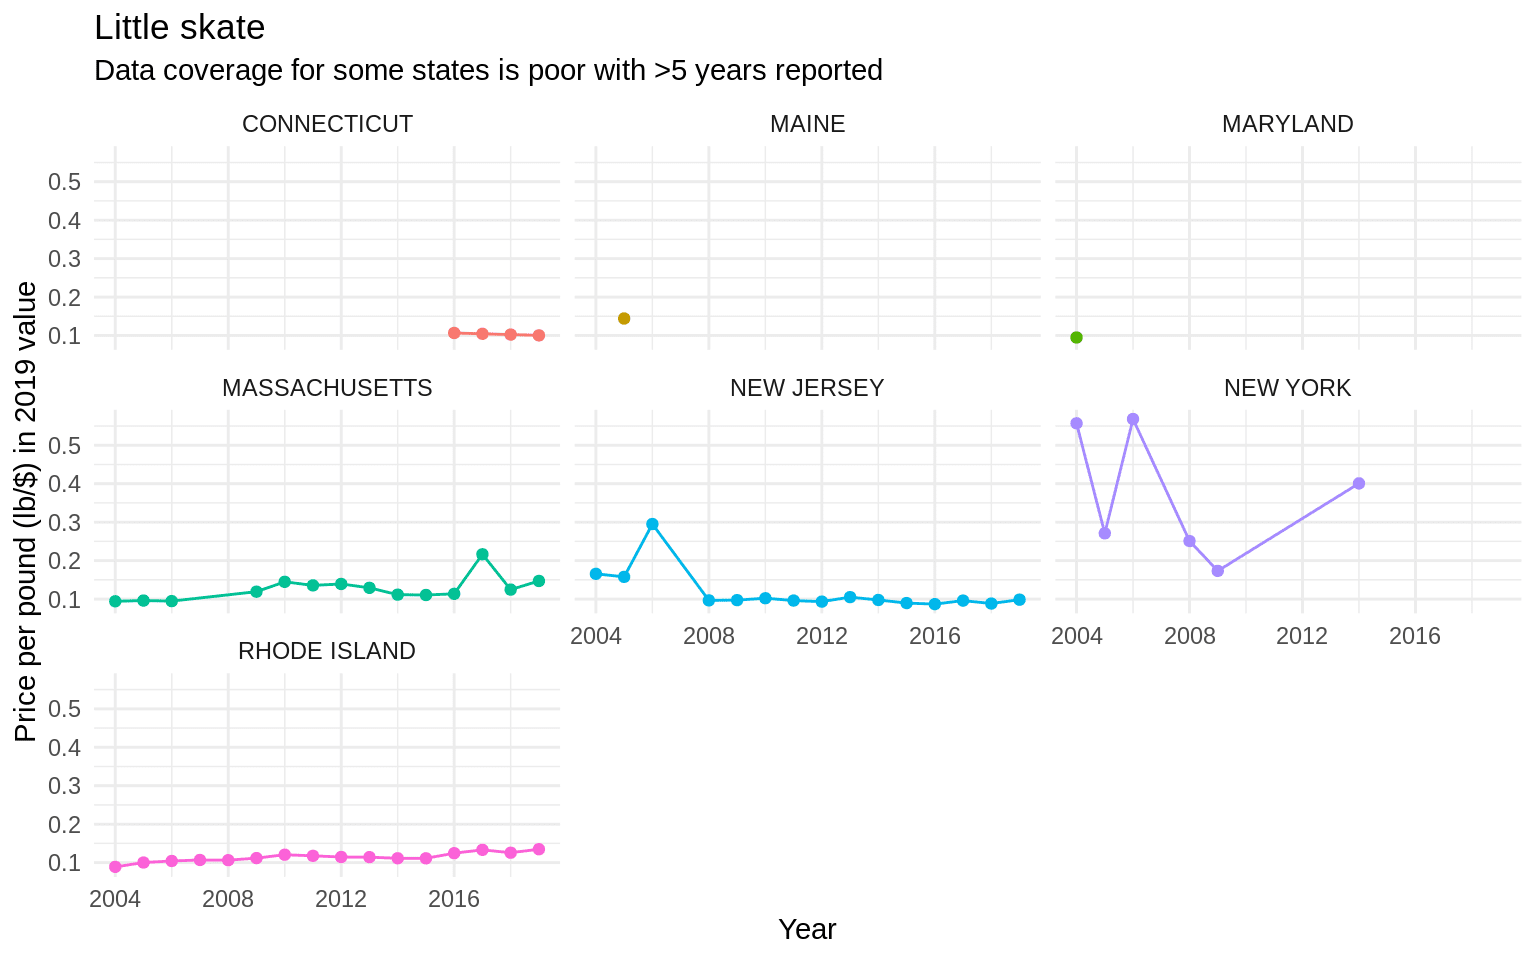 Little skate
Data coverage for some states is poor with >5 years reported
CONNECTICUT
MAINE
MARYLAND
0.5
0.4
0.3
0.2
0.1
MASSACHUSETTS
NEW JERSEY
NEW YORK
0.5
0.4
0.3
0.2
0.1
2004 2008 2012 2016
2004 2008 2012 2016
RHODE ISLAND
0.5
0.4
0.3
0.2
0.1
2004 2008 2012 2016
Price per pound (lb/$) in 2019 value
Year